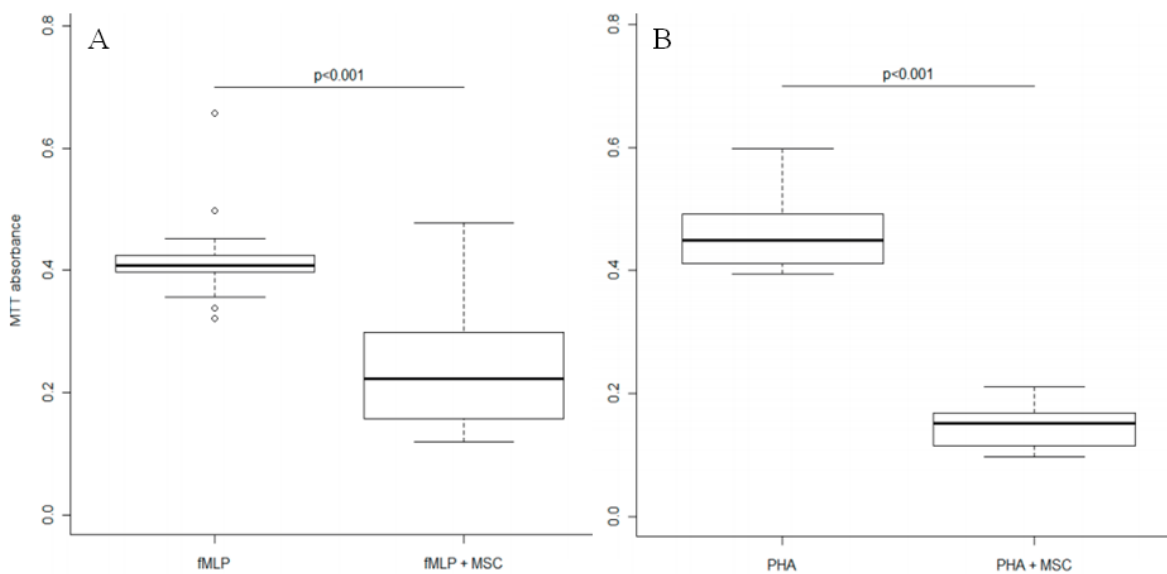 A
p<0.001
MTT absorbance
0.8
0.6
0.4
0.2
0.0
fMLP
fMLP + MSC
B
p<0.001
0.8
0.6
0.4
0.2
0.0
PHA
PHA + MSC